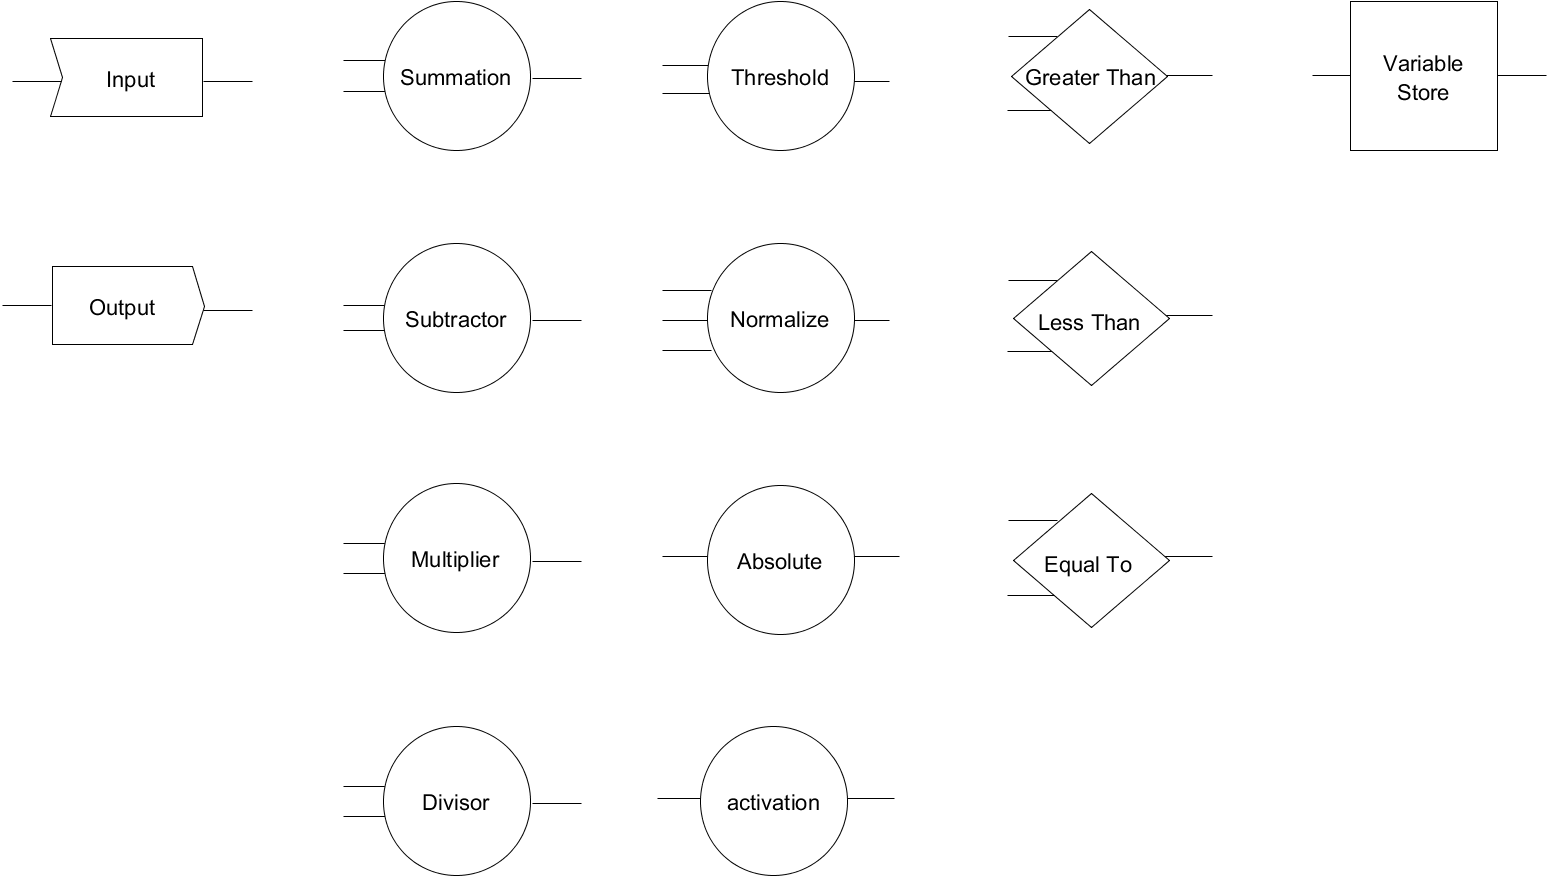 Input
Summation
Threshold
Greater Than
Variable
Store
Output
Subtractor
Normalize
Less Than
Multiplier
Absolute
Equal To
Divisor
activation